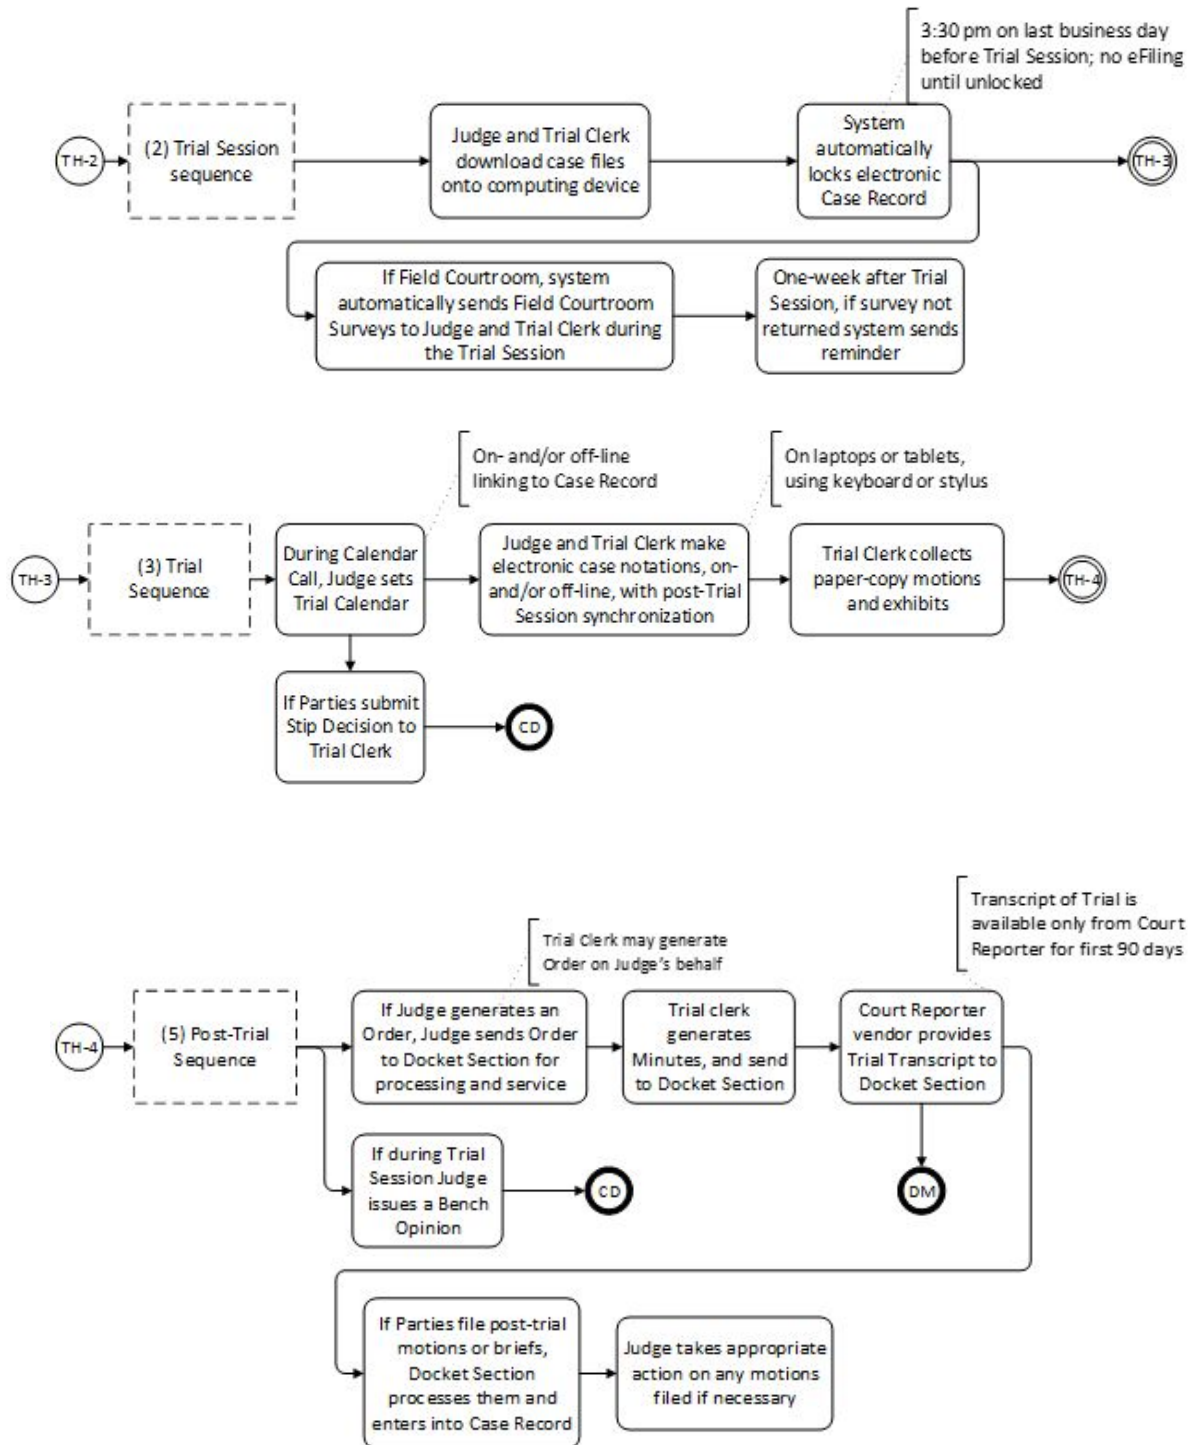 3:30 pm on last business day
before Trial Session; no eFiling
until unlocked
TH-2
(2) Trial Session
sequence
Judge and Trial Clerk
download case files
onto computing device
System
automatically
locks electronic
Case Record
TH-3
If Field Courtroom, system
automatically sends Field Courtroom
Surveys to Judge and Trial Clerk during
the Trial Session
One-week after Trial
Session, if survey not
returned system sends
reminder
On- and/or off-line
linking to Case Record
On laptops or tablets,
using keyboard or stylus
TH-3
(3) Trial
Sequence
During Calendar
Call, Judge sets
Trial Calendar
Judge and Trial Clerk make
electronic case notations, on-
and/or off-line, with post-Trial
Session synchronization
Trial Clerk collects
paper-copy motions
and exhibits
TH-4
If Parties submit
Stip Decision to
Trial Clerk
CD
Trial Clerk may generate
Order on Judge's behalf
Transcript of Trial is
available only from Court
Reporter for first 90 days
TH-4
(5) Post-Trial
Sequence
If Judge generates an
Order, Judge sends Order
to Docket Section for
processing and service
Trial clerk
generates
Minutes, and send
to Docket Section
Court Reporter
vendor provides
Trial Transcript to
Docket Section
If during Trial
Session Judge
issues a Bench
Opinion
CD
DM
If Parties file post-trial
motions or briefs,
Docket Section
processes them and
enters into Case Record
Judge takes appropriate
action on any motions
filed if necessary